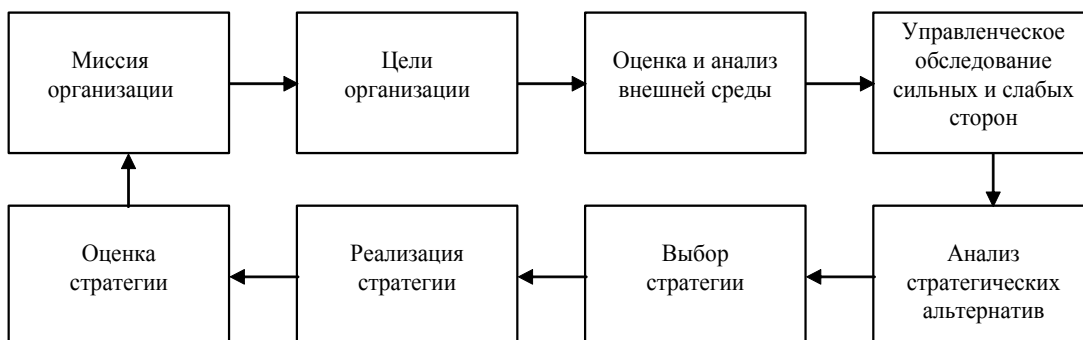 Миссия
организации
Цели
организации
Оценка и анализ
внешней среды
Управленческое
обследование
сильных и слабых
сторон
Оценка
стратегии
Реализация
стратегии
Выбор
стратегии
Анализ
стратегических
альтернатив